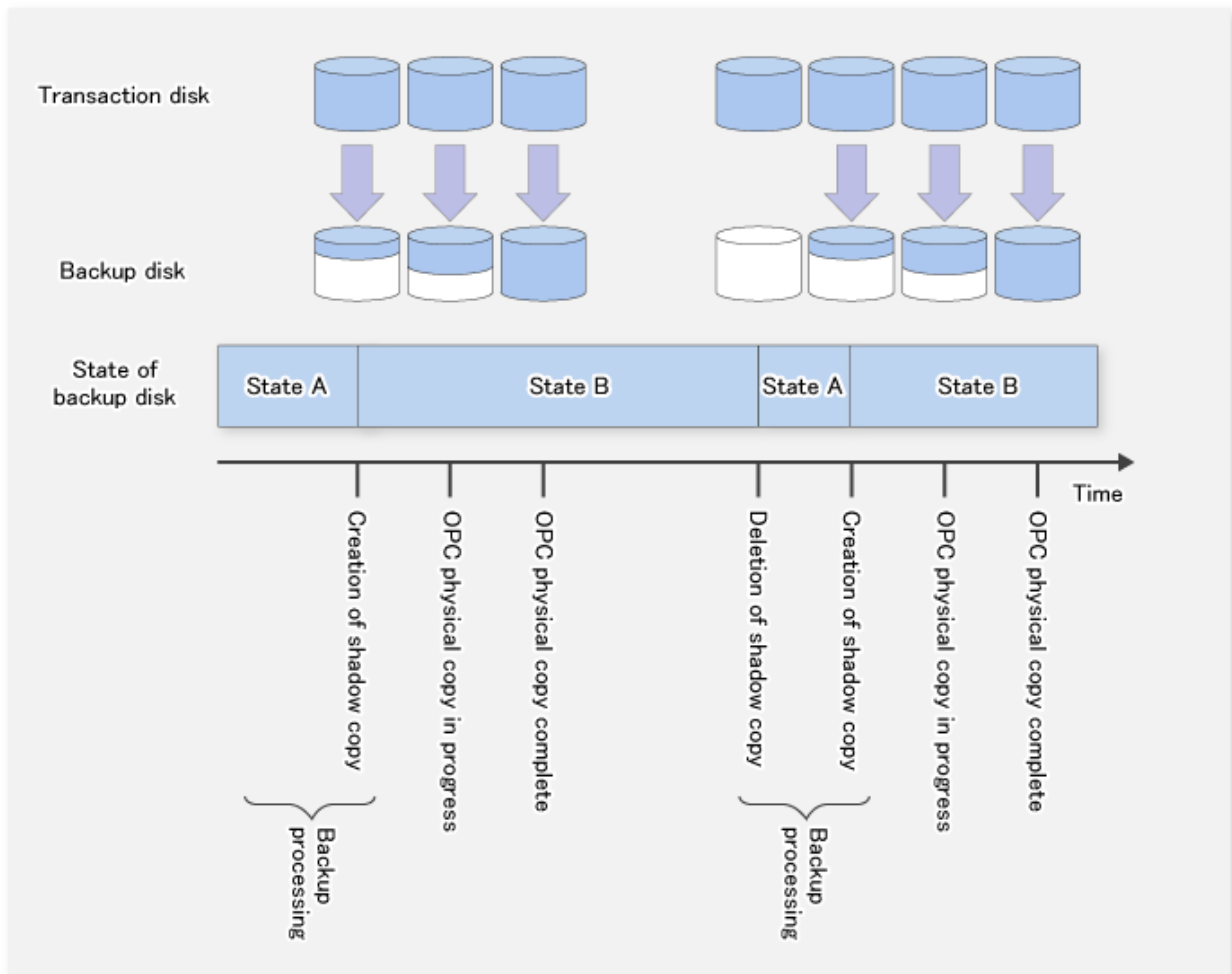 Transaction disk
Backup disk
State of
backup disk
State A
State B
State A
State B
Time
Creation of shadow copy
OPC physical copy in progress
OPC physical copy complete
Deletion of shadow copy
Creation of shadow copy
OPC physical copy in progress
OPC physical copy complete
Backup
processing
Backup
processing